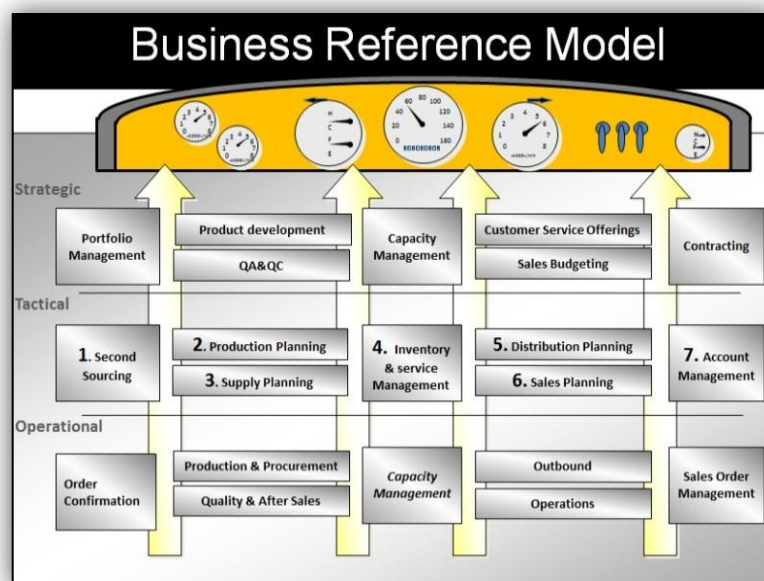 Business Reference Model
Strategic
Portfolio
Management
Product development
QA&QC
Capacity
Management
Customer Service Offerings
Sales Budgeting
Contracting
Tactical
1. Second
Sourcing
2. Production Planning
3. Supply Planning
4. Inventory
& service
Management
5. Distribution Planning
6. Sales Planning
7. Account
Management
Operational
Order
Confirmation
Production & Procurement
Quality & After Sales
Capacity
Management
Outbound
Operations
Sales Order
Management